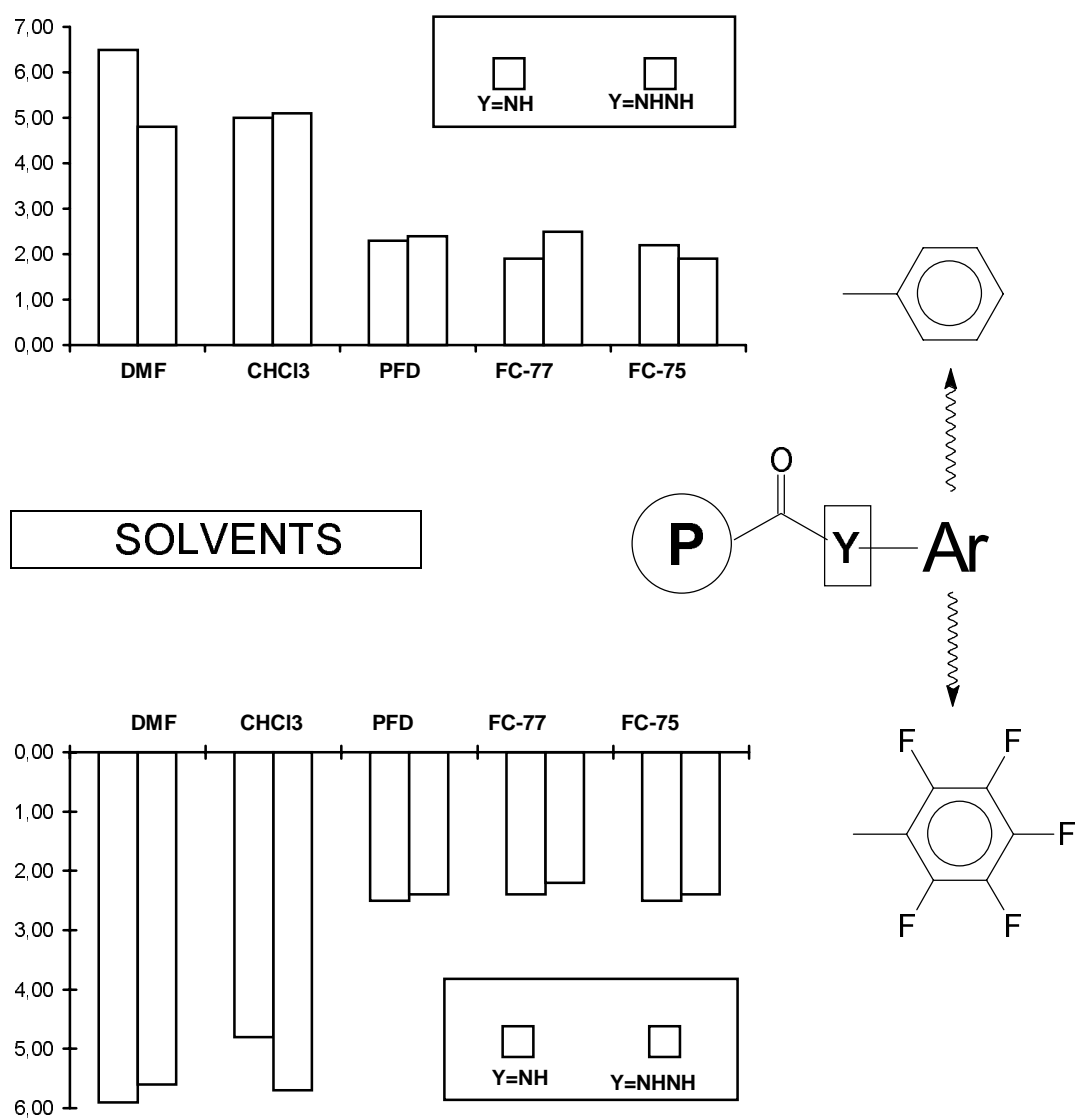 7,00
6,00
5,00
4,00
3,00
2,00
1,00
0,00
Y=NH Y=NHNH
DMF CHCl3 PFD FC-77 FC-75
O
SOLVENTS
P Y Ar
DMF CHCl3 PFD FC-77 FC-75
0,00
1,00
2,00
3,00
4,00
5,00
6,00
F F
F
F F
Y=NH Y=NHNH